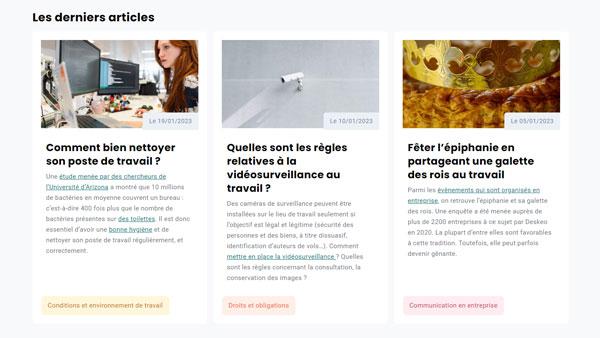 Les derniers articles
Le 19/01/2023
Comment bien nettoyer
son poste de travail ?
Une étude menée par des chercheurs de
l'Université d'Arizona a montré que 10 millions
de bactéries en moyenne couvrent un bureau :
c'est-à-dire 400 fois plus que le nombre de
bactéries présentes sur des toilettes. Il est donc
essentiel d'avoir une bonne hygiène et de
nettoyer son poste de travail régulièrement, et
correctement.
Conditions et environnement de travail
Le 10/01/2023
Quelles sont les règles
relatives à la
vidéosurveillance au
travail ?
Des caméras de surveillance peuvent être
installées sur le lieu de travail seulement si
l'objectif est légal et légitime (sécurité des
personnes et des biens, à titre dissuasif,
identification d'auteurs de vols...). Comment
mettre en place la vidéosurveillance ? Quelles
sont les règles concernant la consultation, la
conservation des images ?
Droits et obligations
Le 05/01/2023
Fêter l'épiphanie en
partageant une galette
des rois au travail
Parmi les évènements qui sont organisés en
entreprise, on retrouve l'épiphanie et sa galette
des rois. Une enquête a été menée auprès de
plus de 2200 entreprises à ce sujet par Deskeo
en 2020. La plupart d'entre elles sont favorables
à cette tradition. Toutefois, elle peut parfois
devenir gênante.
Communication en entreprise